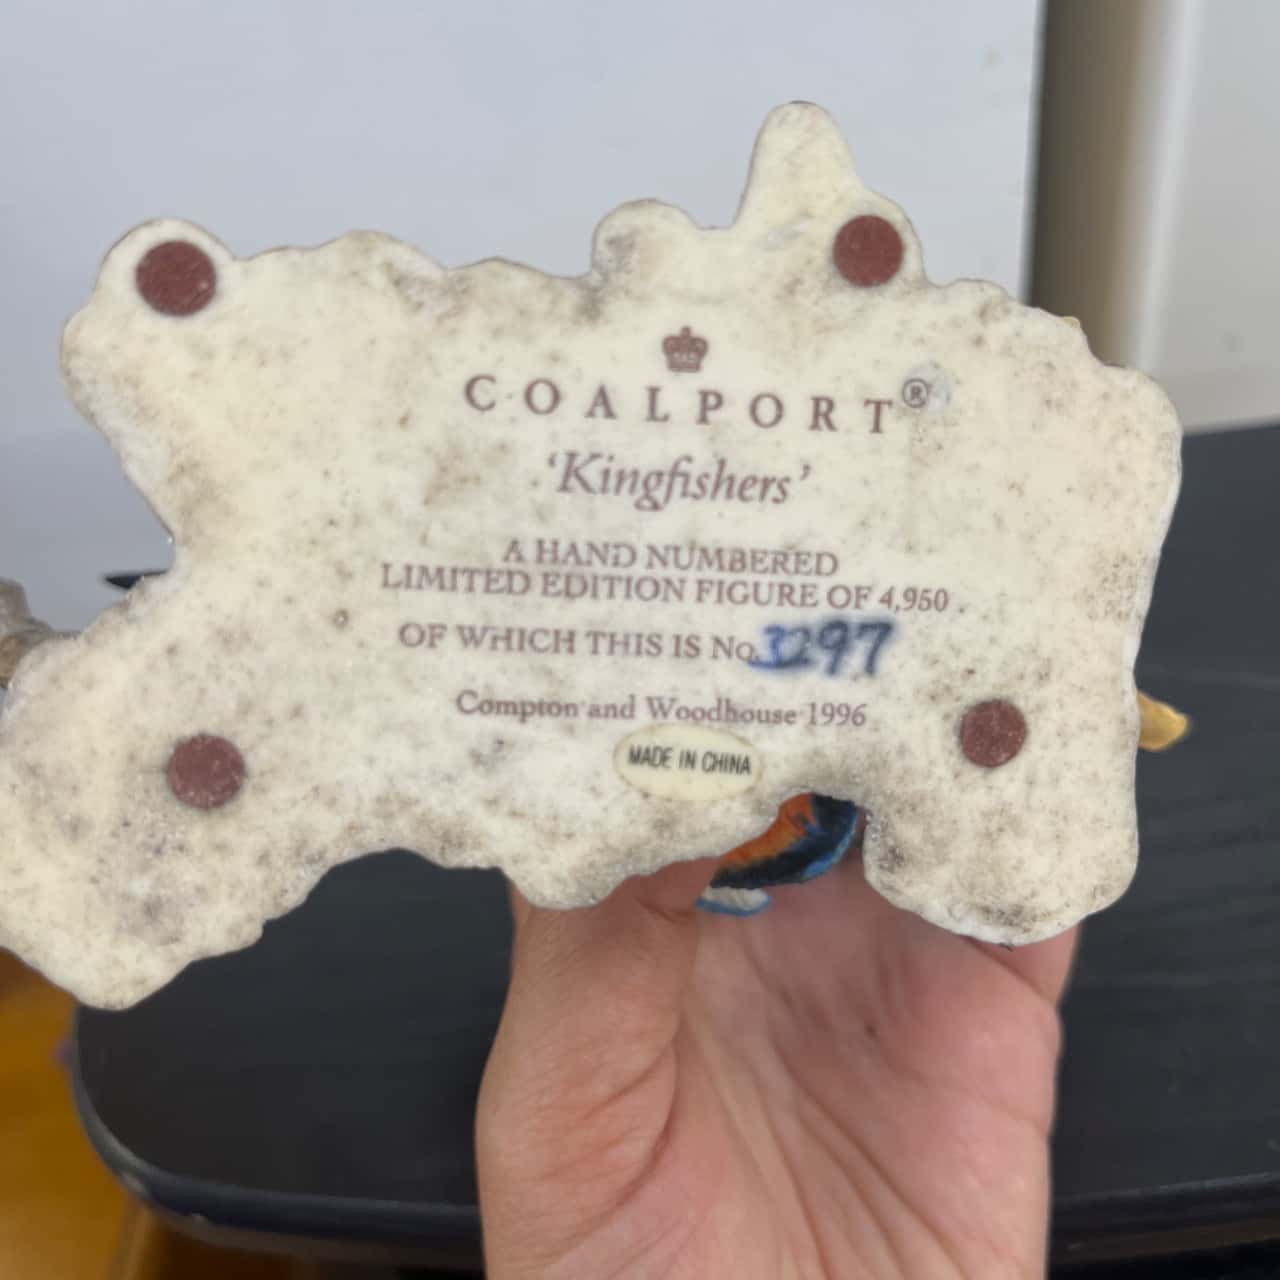 COALPORT®
'Kingfishers'
A HAND NUMBERED
LIMITED EDITION FIGURE OF 4,950.
OF WHICH THIS IS No. 3297
Compton and Woodhouse 1996
MADE IN CHINA